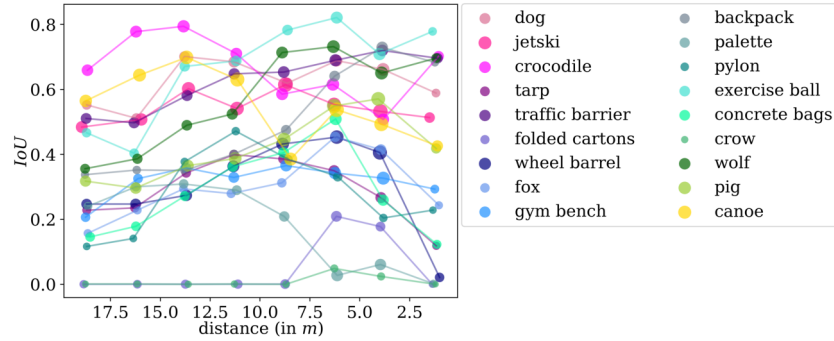 0.8
0.6
0.4
0.2
0.0
IoU
17.5 15.0 12.5 10.0 7.5 5.0 2.5
distance (in m)
dog
jetski
crocodile
tarp
traffic barrier
folded cartons
wheel barrel
fox
gym bench
backpack
palette
pylon
exercise ball
concrete bags
crow
wolf
pig
canoe